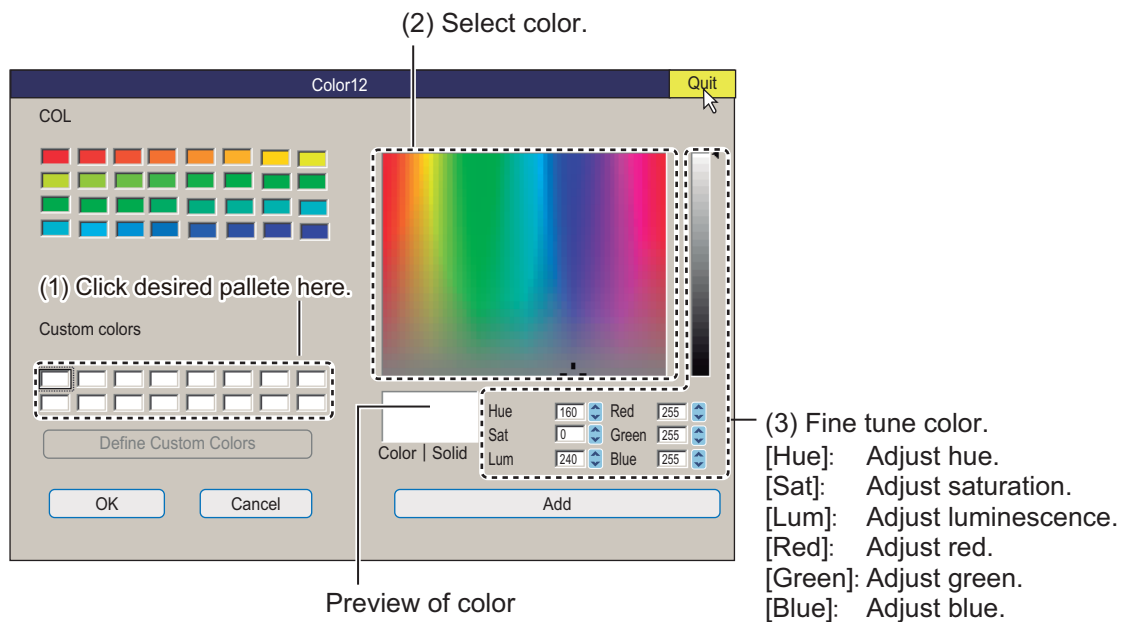 (2) Select color.
Color12
Quit
COL
(1) Click desired pallete here.
Custom colors
Define Custom Colors
OK
Cancel
Color | Solid
Hue 160 Red 255
Sat 0 Green 255
Lum 240 Blue 255
Add
Preview of color
(3) Fine tune color.
[Hue]: Adjust hue.
[Sat]: Adjust saturation.
[Lum]: Adjust luminescence.
[Red]: Adjust red.
[Green]: Adjust green.
[Blue]: Adjust blue.